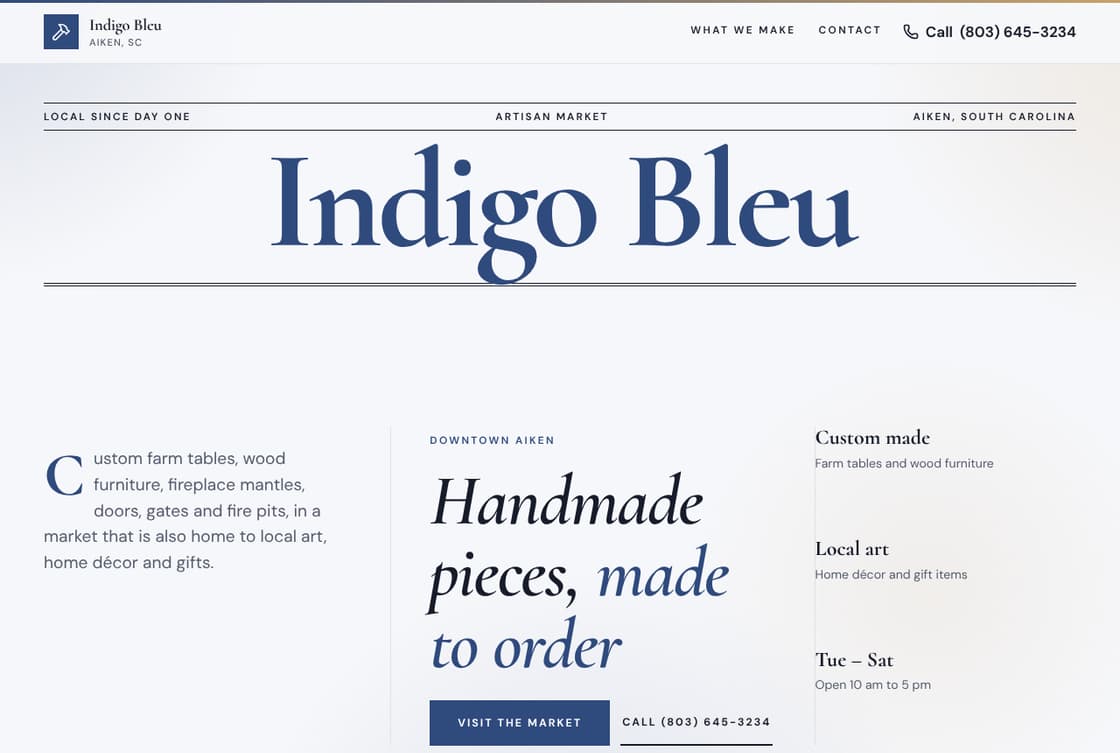 Indigo Bleu
AIKEN, SC
WHAT WE MAKE
CONTACT
Call (803) 645-3234
LOCAL SINCE DAY ONE
ARTISAN MARKET
AIKEN, SOUTH CAROLINA
Indigo Bleu
Custom farm tables, wood
furniture, fireplace mantles,
doors, gates and fire pits, in a
market that is also home to local art,
home décor and gifts.
DOWNTOWN AIKEN
Handmade
pieces, made
to order
VISIT THE MARKET
CALL (803) 645-3234
Custom made
Farm tables and wood furniture
Local art
Home décor and gift items
Tue – Sat
Open 10 am to 5 pm